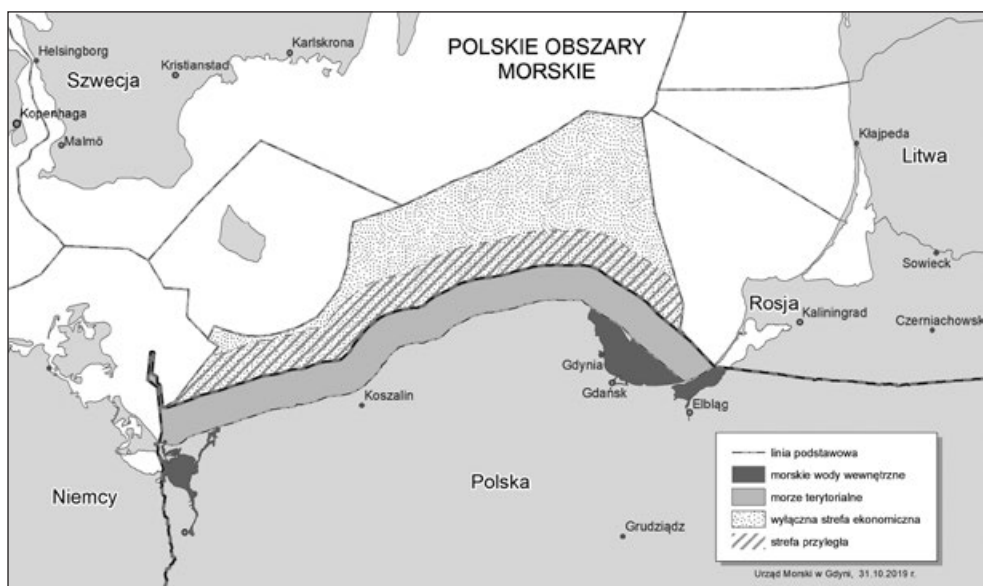 POLSKIE OBSZARY
MORSKIE
Helsingborg
Karlskrona
Kristianstad
Szwecja
Kopenhaga
Malmö
Kłajpeda
Litwa
Sowieck
Rosja
Kaliningrad
Czerniachowsk
Gdynia
Gdańsk
Elbląg
Koszalin
Polska
Niemcy
Grudziądz
linia podstawowa
morskie wody wewnętrzne
morze terytorialne
wyłączna strefa ekonomiczna
strefa przyległa
Urząd Morski w Gdyni, 31.10.2019 r.